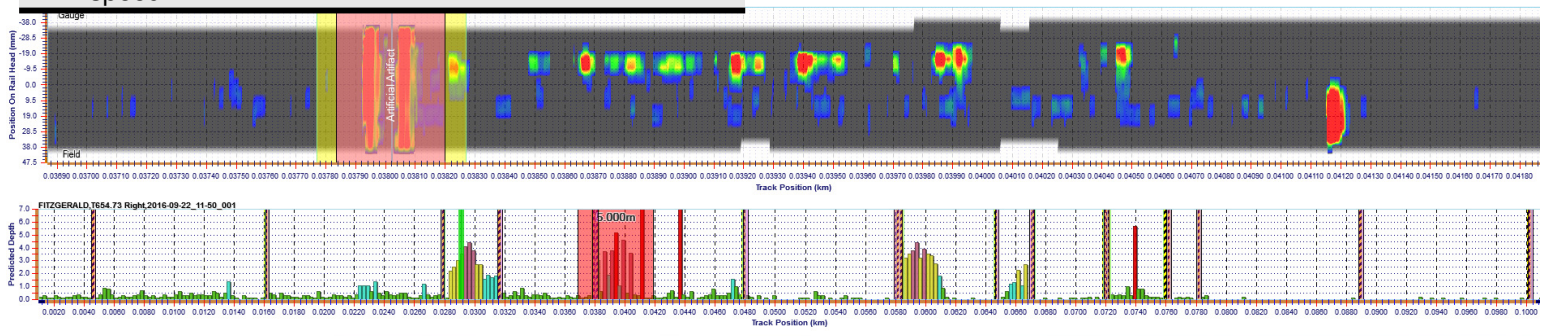 speed
Gauge
-38.0
-28.5
-19.0
-9.5
0.0
9.5
19.0
28.5
38.0
47.5
Position On Rail Head (mm)
Artificial Artifact
Field
0.03690 0.03700 0.03710 0.03720 0.03730 0.03740 0.03750 0.03760 0.03770 0.03780 0.03790 0.03800 0.03810 0.03820 0.03830 0.03840 0.03850 0.03860 0.03870 0.03880 0.03890 0.03900 0.03910 0.03920 0.03930 0.03940 0.03950 0.03960 0.03970 0.03980 0.03990 0.04000 0.04010 0.04020 0.04030 0.04040 0.04050 0.04060 0.04070 0.04080 0.04090 0.04100 0.04110 0.04120 0.04130 0.04140 0.04150 0.04160 0.04170 0.04180
Track Position (km)
FITZGERALD,T654.73 Right,2016-09-22_11-50_001
7.0
6.0
5.0
4.0
3.0
2.0
1.0
0.0
Predicted Depth
5.000m
0.0020 0.0040 0.0060 0.0080 0.0100 0.0120 0.0140 0.0160 0.0180 0.0200 0.0220 0.0240 0.0260 0.0280 0.0300 0.0320 0.0340 0.0360 0.0380 0.0400 0.0420 0.0440 0.0460 0.0480 0.0500 0.0520 0.0540 0.0560 0.0580 0.0600 0.0620 0.0640 0.0660 0.0680 0.0700 0.0720 0.0740 0.0760 0.0780 0.0800 0.0820 0.0840 0.0860 0.0880 0.0900 0.0920 0.0940 0.0960 0.0980 0.1000
Track Position (km)